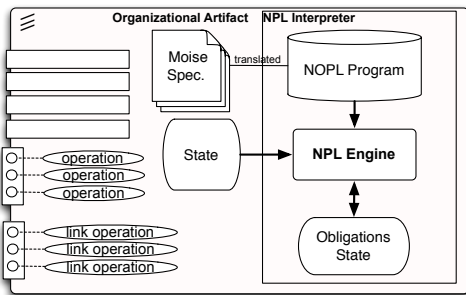 Organizational Artifact
NPL Interpreter
Moise
Spec.
translated
NOPL Program
operation
operation
operation
State
NPL Engine
link operation
link operation
link operation
Obligations
State